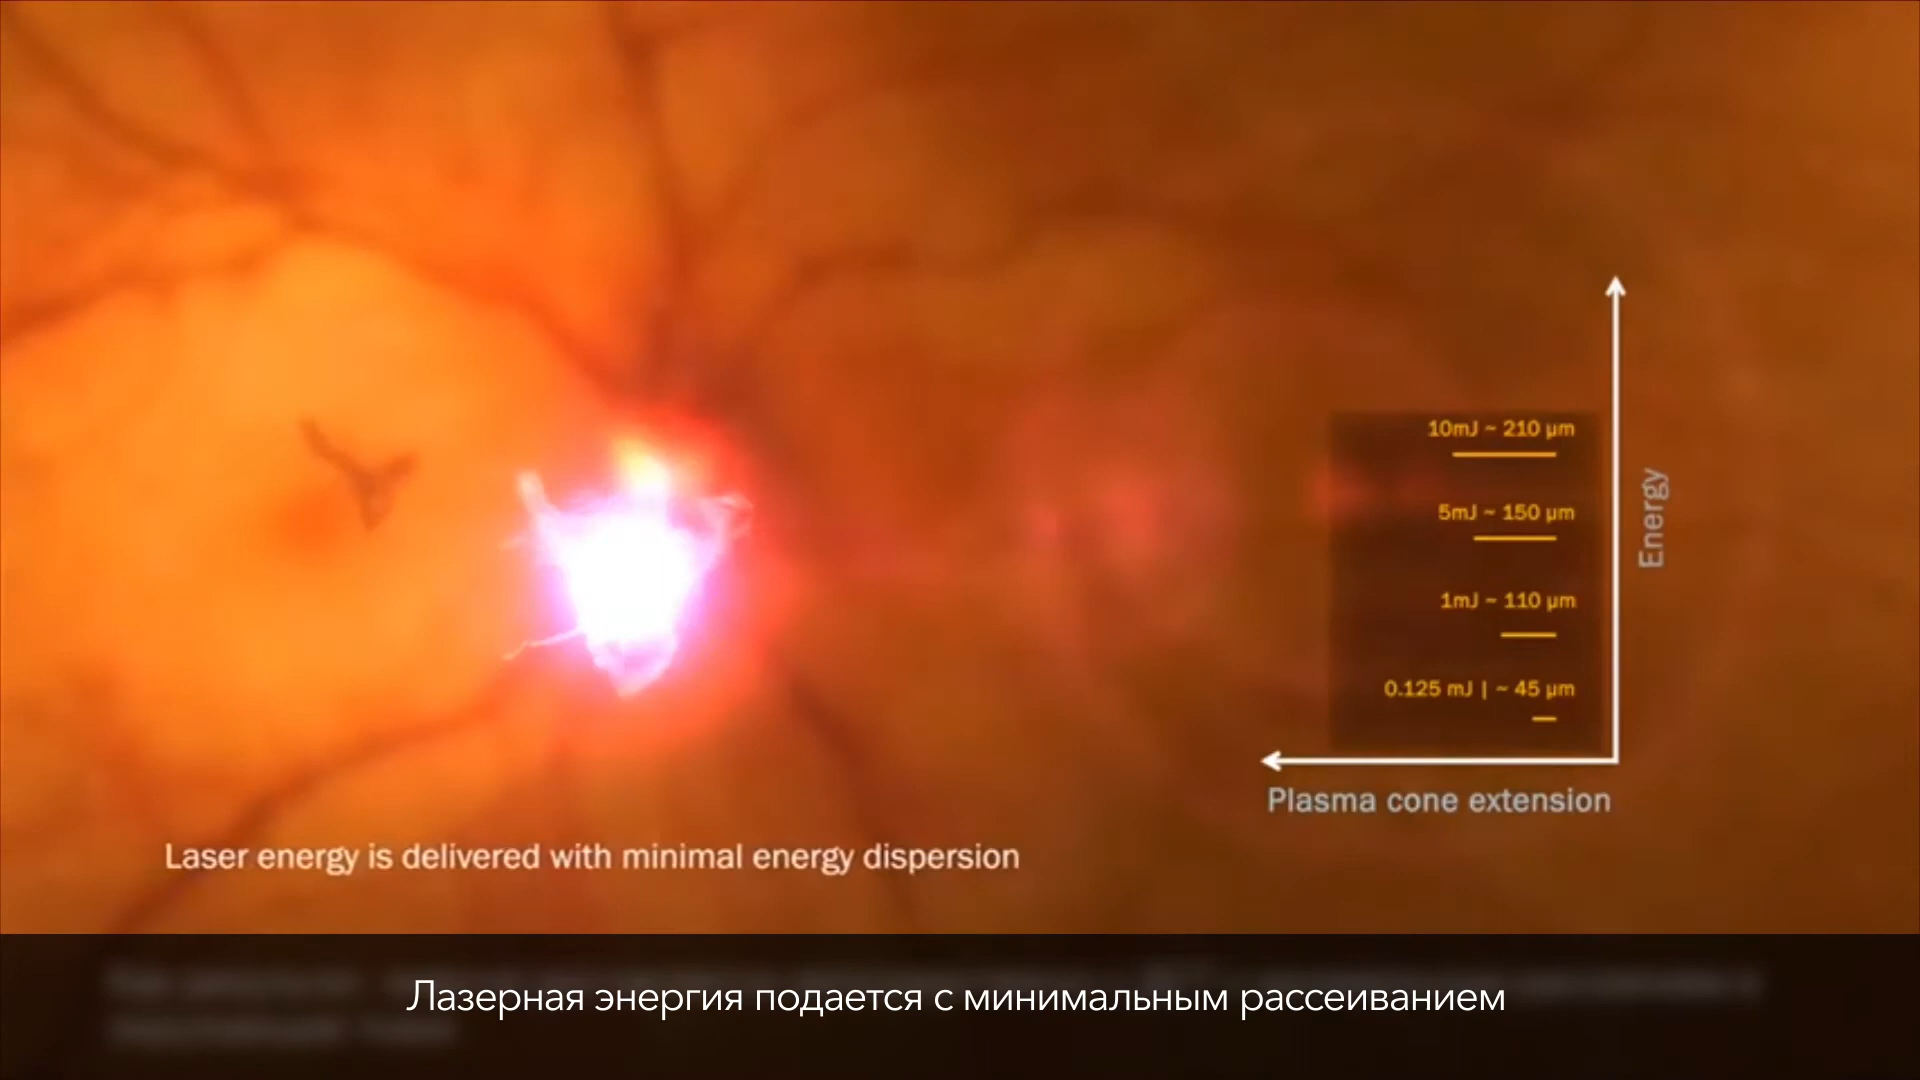 10mJ ~ 210 µm
5mJ ~ 150 µm
1mJ ~ 110 µm
0.125 mJ | ~ 45 µm
Energy
Plasma cone extension
Laser energy is delivered with minimal energy dispersion
Лазерная энергия подается с минимальным рассеиванием